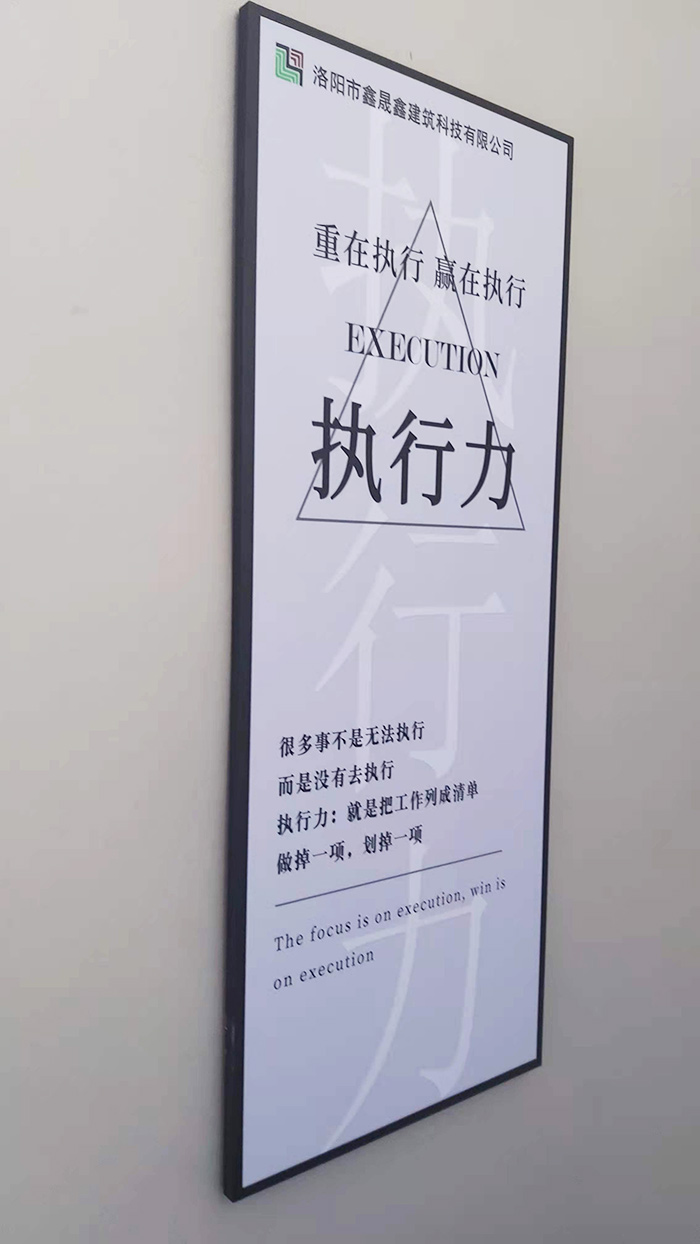 洛阳市鑫晟鑫建筑科技有限公司
重在执行 赢在执行
EXECUTION
执行力
执行力
很多事不是无法执行
而是没有去执行
执行力：就是把工作列成清单
做掉一项，划掉一项
The focus is on execution, win is
on execution